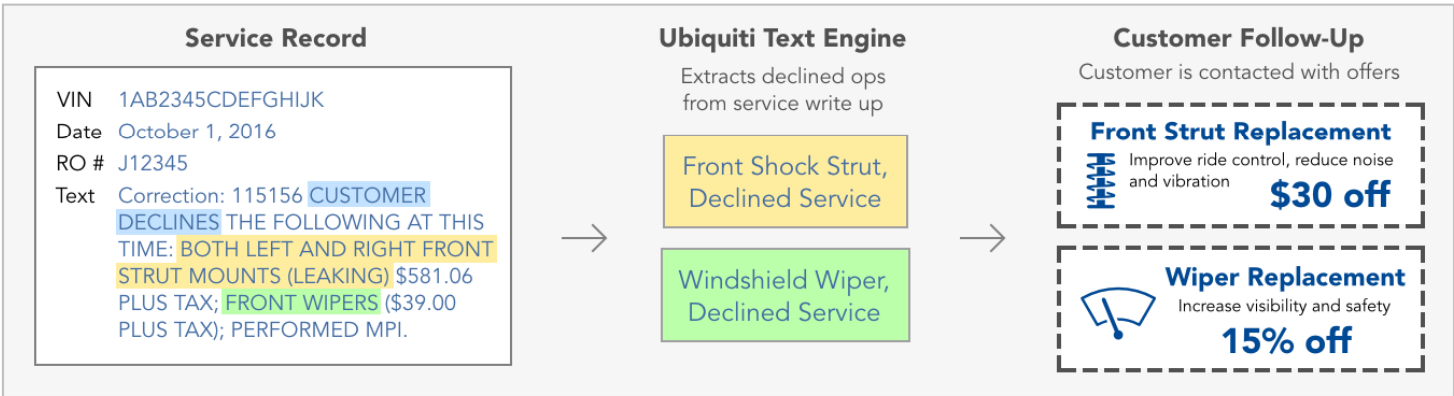 Service Record
VIN 1AB2345CDEFGHIJK
Date October 1, 2016
RO # J12345
Text Correction: 115156 CUSTOMER
DECLINES THE FOLLOWING AT THIS
TIME: BOTH LEFT AND RIGHT FRONT
STRUT MOUNTS (LEAKING) $581.06
PLUS TAX; FRONT WIPERS ($39.00
PLUS TAX); PERFORMED MPI.
Ubiquiti Text Engine
Extracts declined ops
from service write up
Front Shock Strut,
Declined Service
Windshield Wiper,
Declined Service
Customer Follow-Up
Customer is contacted with offers
Front Strut Replacement
Improve ride control, reduce noise
and vibration
$30 off
Wiper Replacement
Increase visibility and safety
15% off